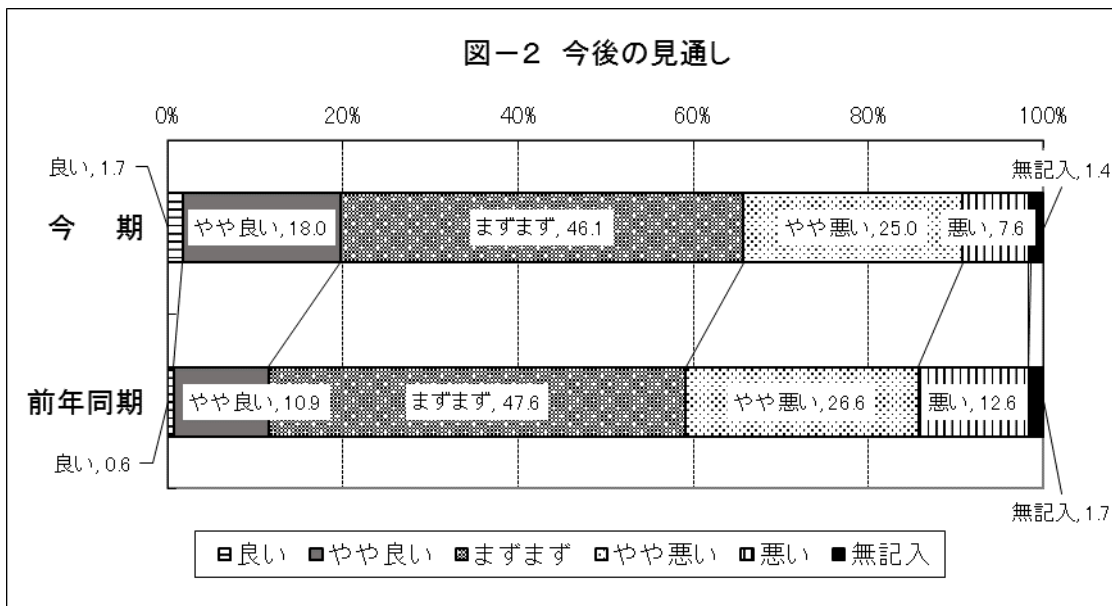 図－2 今後の見通し
0% 20% 40% 60% 80% 100%
良い, 1.7
無記入, 1.4
今 期
やや良い, 18.0
まずまず, 46.1
やや悪い, 25.0
悪い, 7.6
前年同期
やや良い, 10.9
まずまず, 47.6
やや悪い, 26.6
悪い, 12.6
良い, 0.6
無記入, 1.7
良い やや良い まずまず やや悪い 悪い 無記入